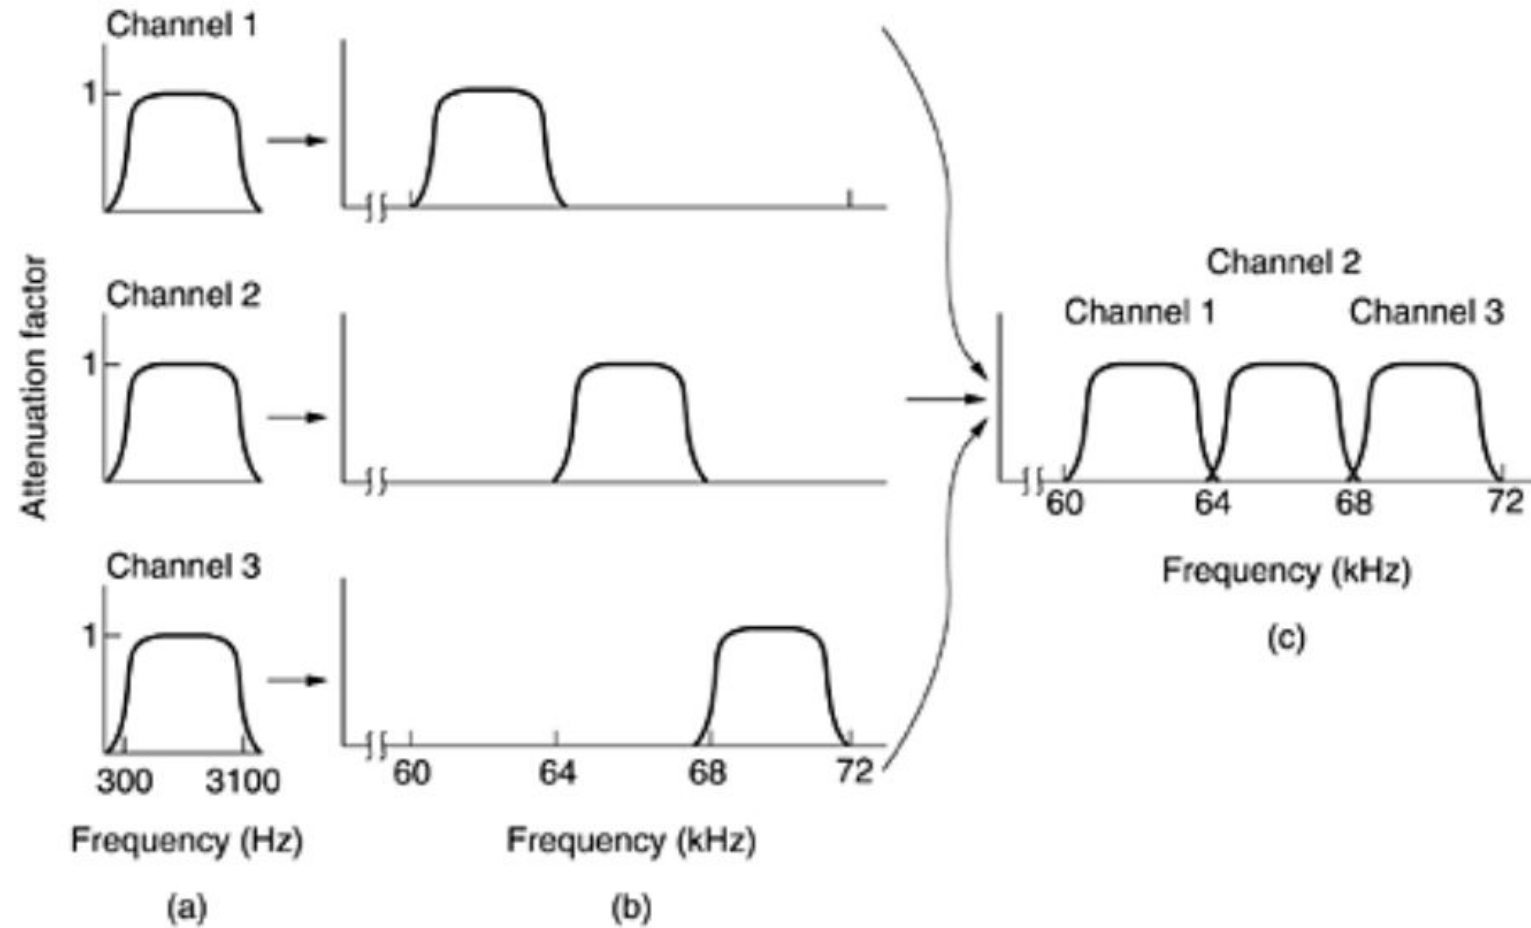 Channel 1
1
Channel 2
1
Channel 3
1
Attenuation factor
300 3100
Frequency (Hz)
(a)
60 64 68 72
Frequency (kHz)
(b)
Channel 2
Channel 1 Channel 3
60 64 68 72
Frequency (kHz)
(c)